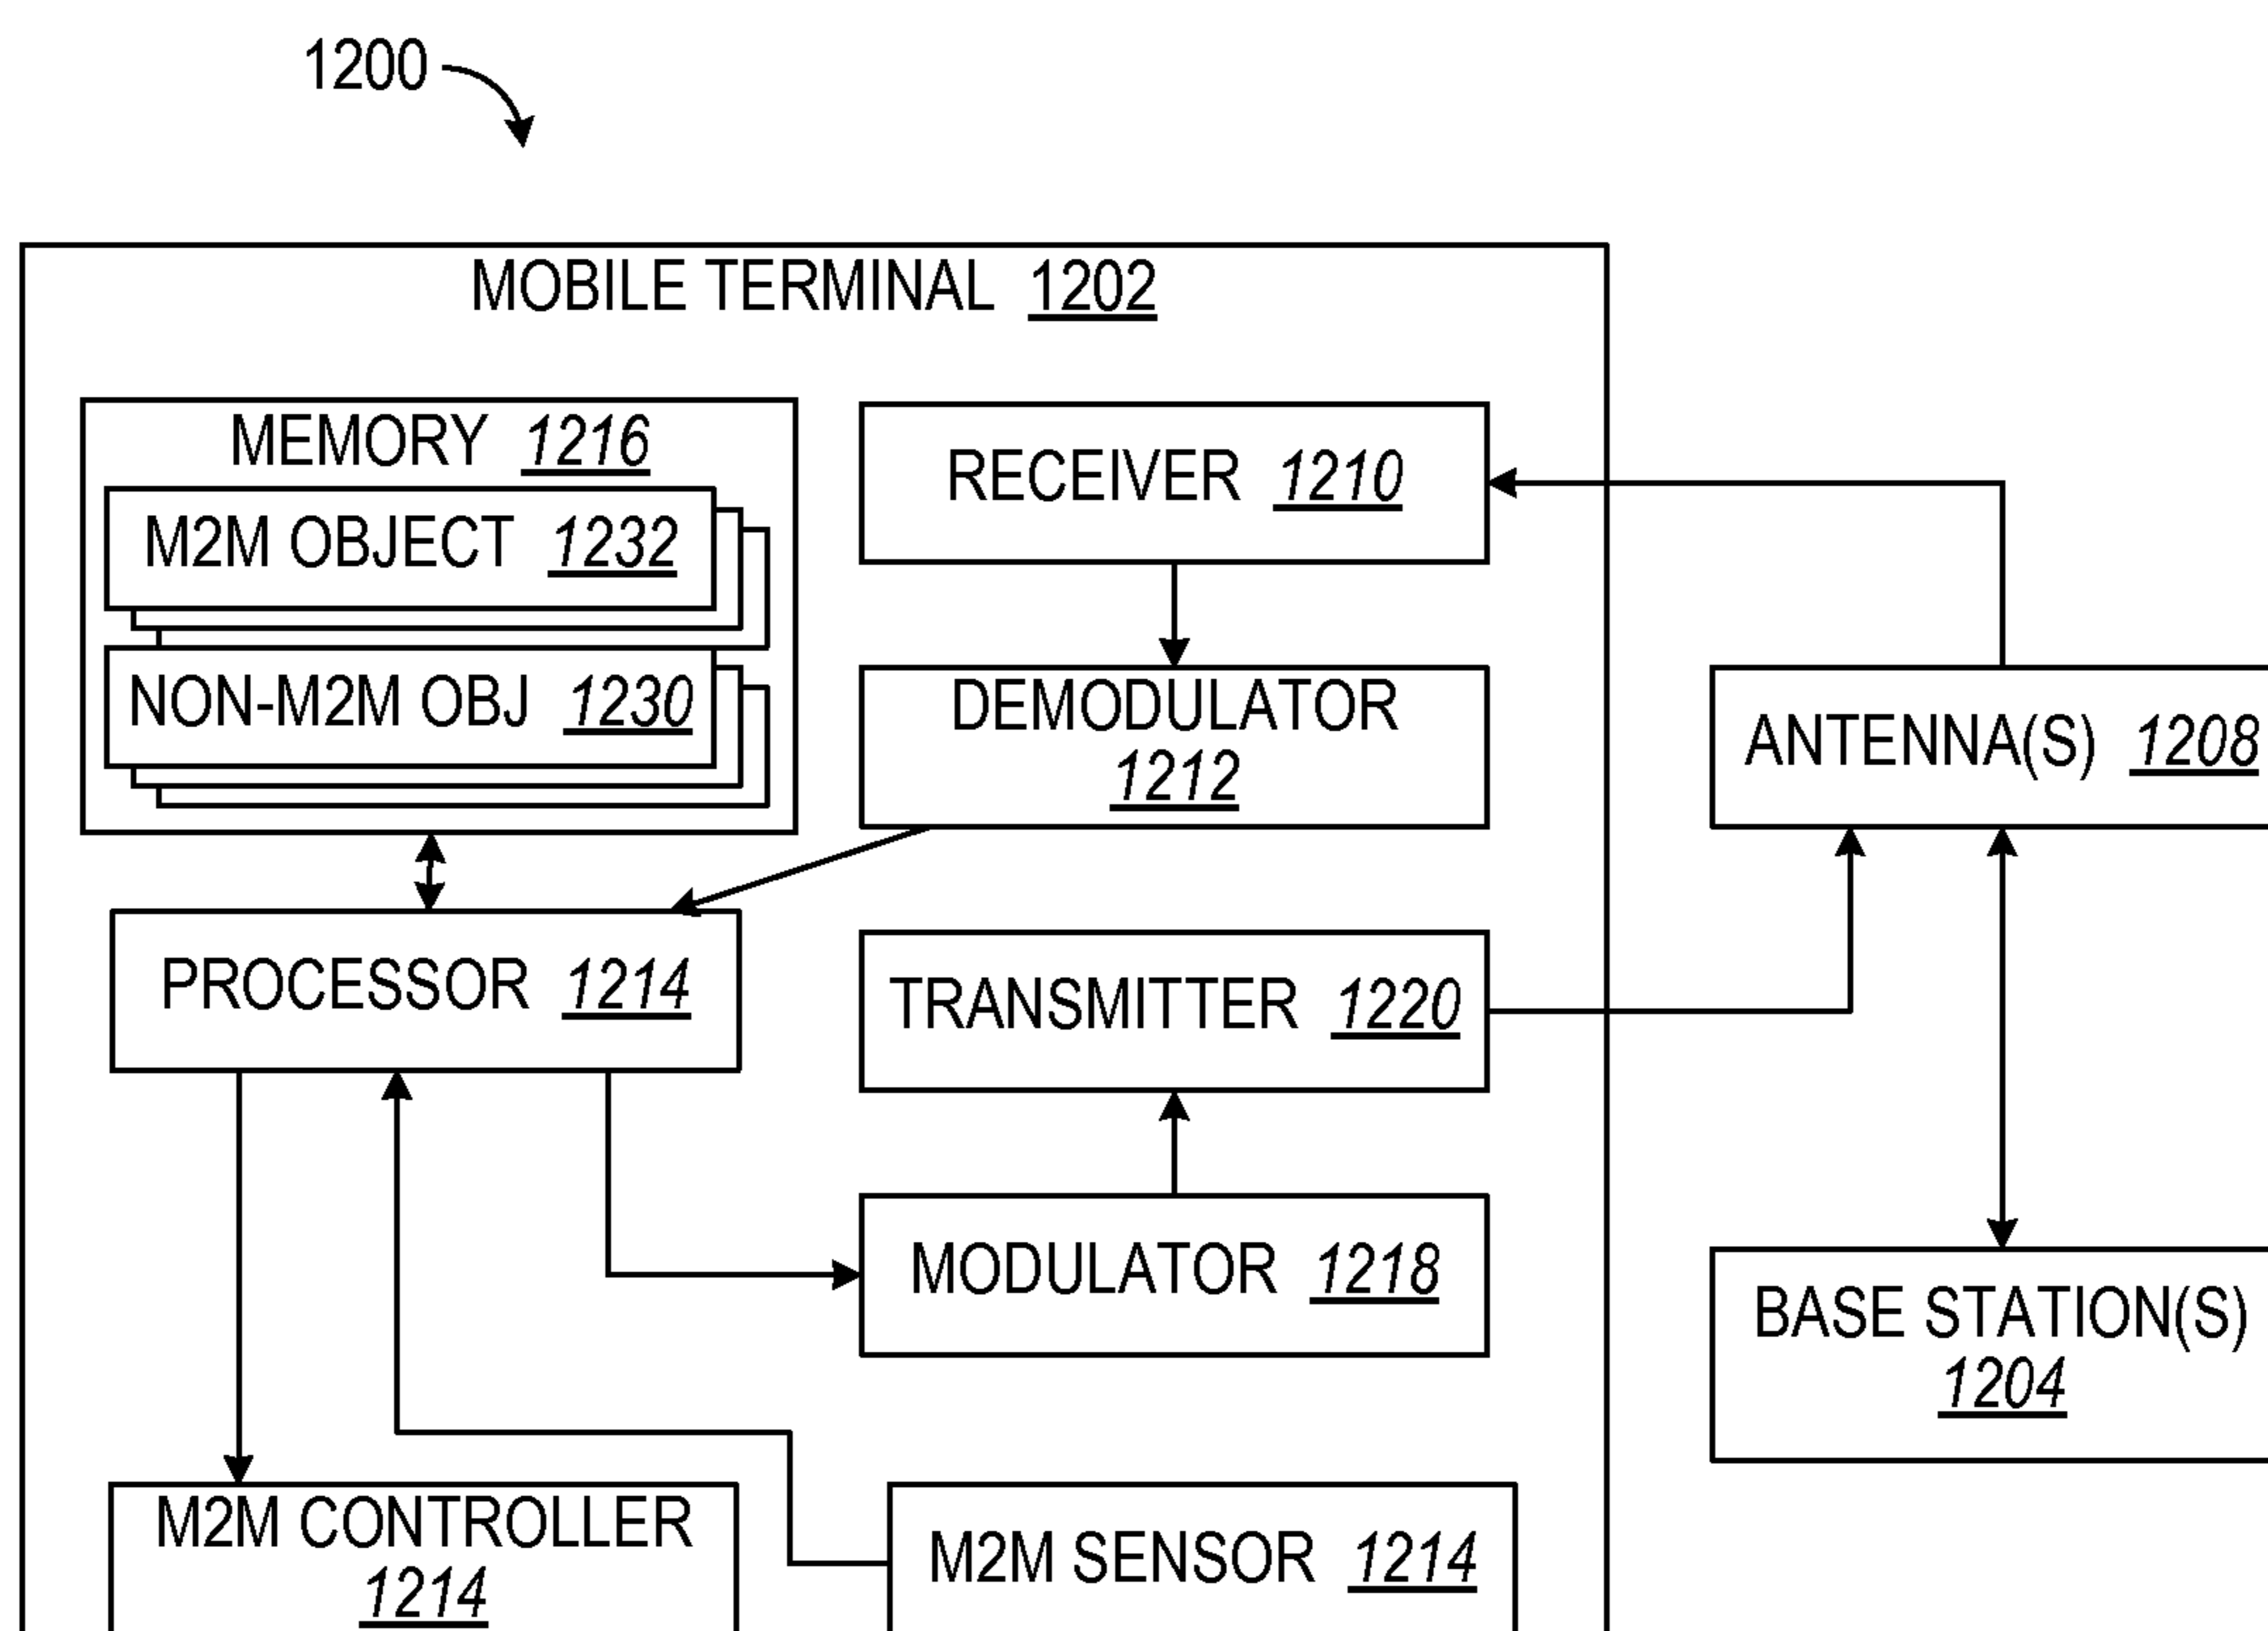 1200
MOBILE TERMINAL 1202
MEMORY 1216
M2M OBJECT 1232
NON-M2M OBJ 1230
RECEIVER 1210
DEMODULATOR
1212
ANTENNA(S) 1208
PROCESSOR 1214
TRANSMITTER 1220
MODULATOR 1218
BASE STATION(S)
1204
M2M CONTROLLER
1214
M2M SENSOR 1214